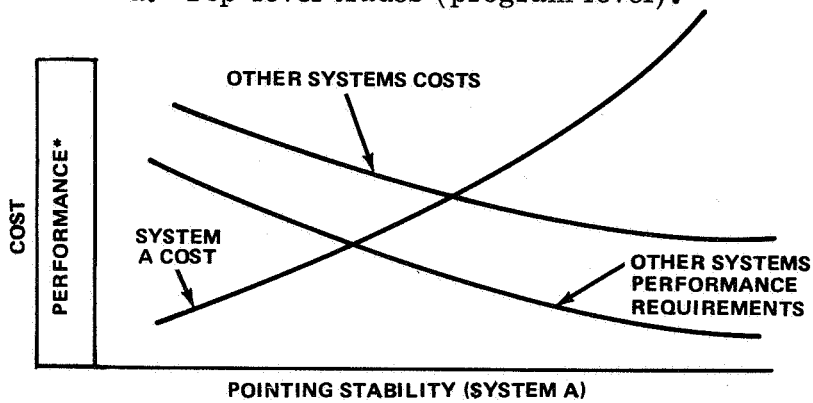 a. Top level trades (program level).
OTHER SYSTEMS COSTS
COST
PERFORMANCE*
SYSTEM
A COST
OTHER SYSTEMS
PERFORMANCE
REQUIREMENTS
POINTING STABILITY (SYSTEM A)